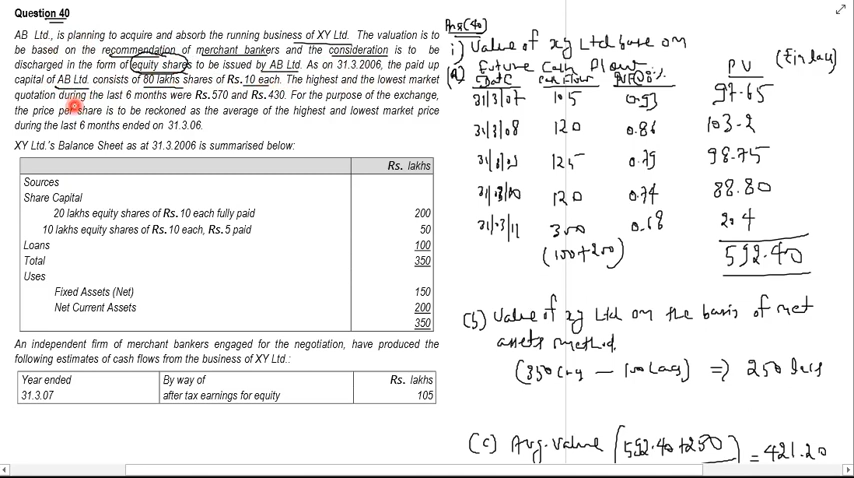 Question 40
AB Ltd., is planning to acquire and absorb the running business of XY Ltd. The valuation is to
be based on the recommendation of merchant bankers and the consideration is to be
discharged in the form of equity shares to be issued by AB Ltd. As on 31.3.2006, the paid up
capital of AB Ltd. consists of 80 lakhs shares of Rs.10 each. The highest and the lowest market
quotation during the last 6 months were Rs.570 and Rs.430. For the purpose of the exchange,
the price per share is to be reckoned as the average of the highest and lowest market price
during the last 6 months ended on 31.3.06.
XY Ltd.'s Balance Sheet as at 31.3.2006 is summarised below:
Rs. lakhs
Sources
Share Capital
20 lakhs equity shares of Rs.10 each fully paid 200
10 lakhs equity shares of Rs.10 each, Rs.5 paid 50
Loans 100
Total 350
Uses
Fixed Assets (Net) 150
Net Current Assets 200
350
An independent firm of merchant bankers engaged for the negotiation, have produced the
following estimates of cash flows from the business of XY Ltd.:
Year ended By way of Rs. lakhs
31.3.07 after tax earnings for equity 105
Ans(40)
i) Value of xy Ltd base on
(a) Future Cash Flow
Date Cash Flow PVF@8% PV (₹ in lacs)
31/3/07 105 0.93 97.65
31/3/08 120 0.86 103.2
125 0.79 98.75
120 0.74 88.80
31/03/11 300 0.68 204
(100+200) 592.40
(b) Value of xy Ltd on the basis of net
assets method.
(350 Lacs — 100 Lacs) ⇒ 250 lacs
(c) Avg. value [592.40+250] = 421.20